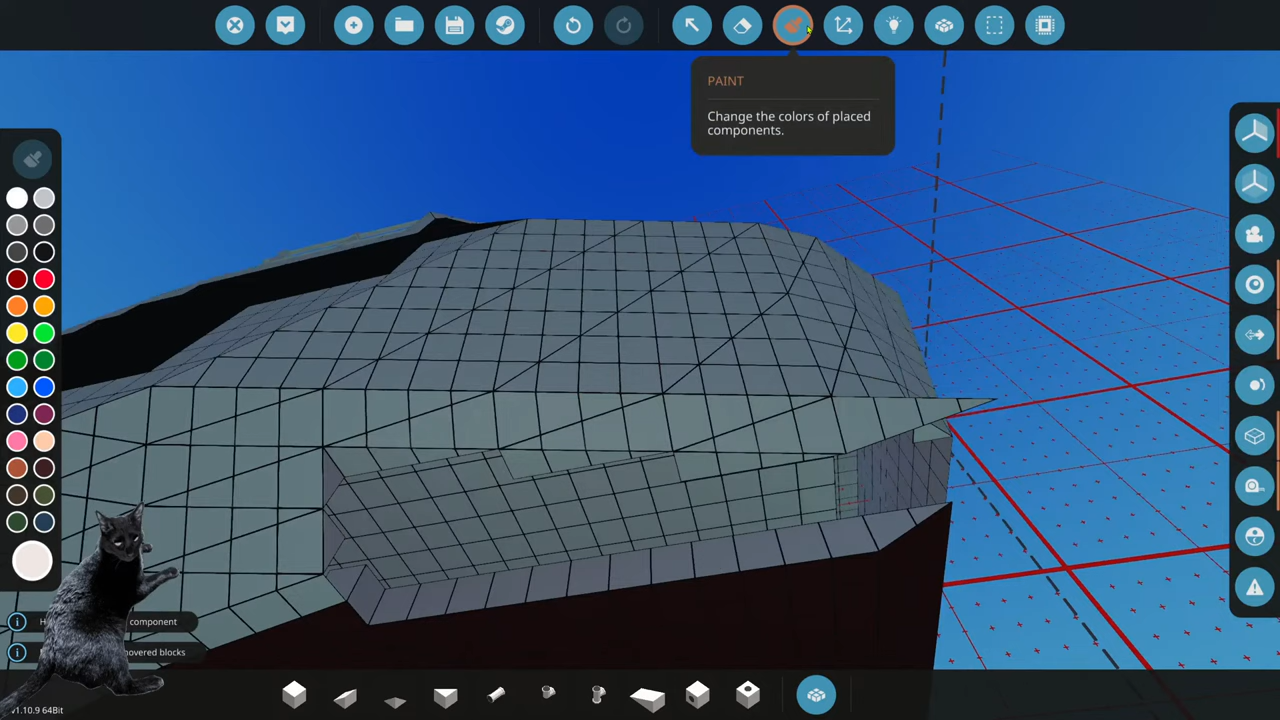 PAINT
Change the colors of placed
components.
component
overed blocks
v1.10.9 64Bit